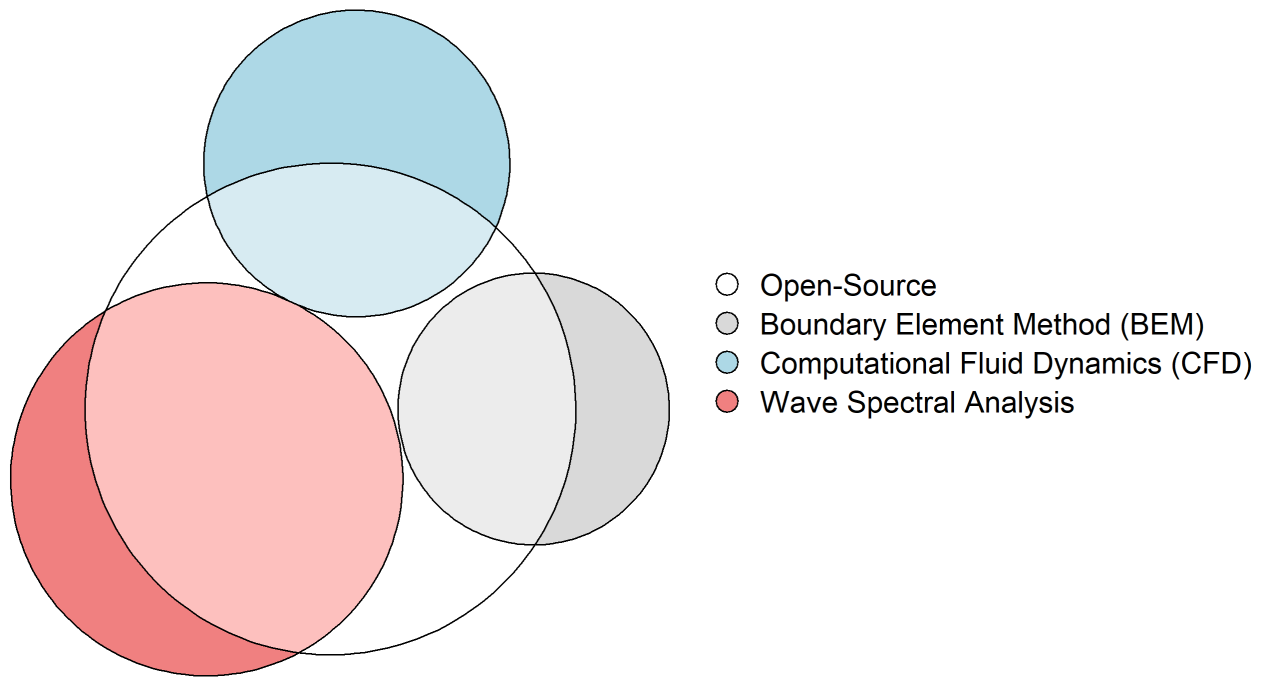 Open-Source
Boundary Element Method (BEM)
Computational Fluid Dynamics (CFD)
Wave Spectral Analysis